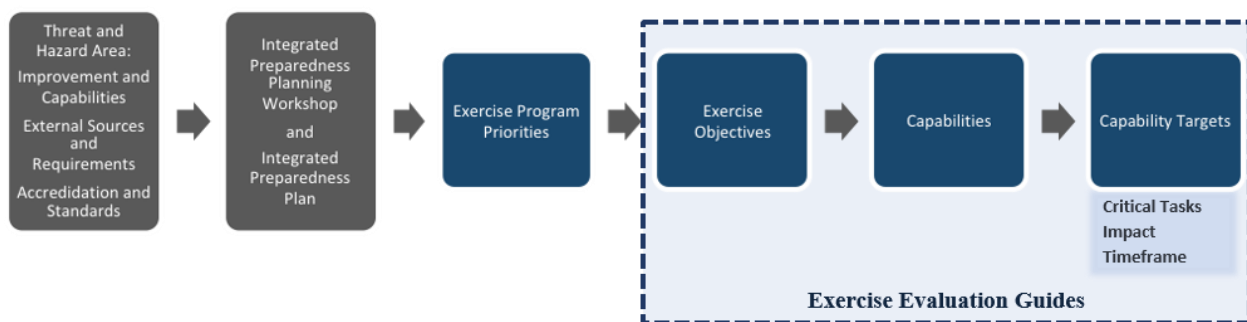 Threat and
Hazard Area:
Improvement and
Capabilities
External Sources
and
Requirements
Accredidation and
Standards
Integrated
Preparedness
Planning
Workshop
and
Integrated
Preparedness
Plan
Exercise Program
Priorities
Exercise
Objectives
Capabilities
Capability Targets
Critical Tasks
Impact
Timeframe
Exercise Evaluation Guides